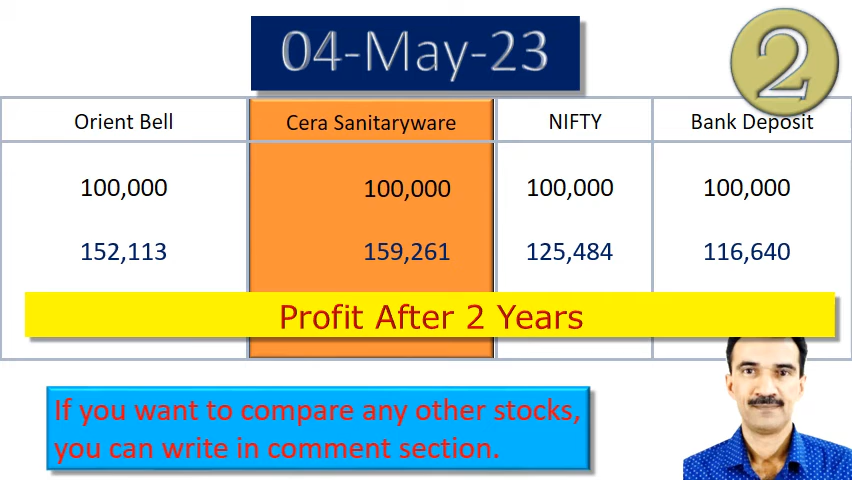 04-May-23
2
Orient Bell Cera Sanitaryware NIFTY Bank Deposit
100,000 100,000 100,000 100,000
152,113 159,261 125,484 116,640
Profit After 2 Years
If you want to compare any other stocks,
you can write in comment section.